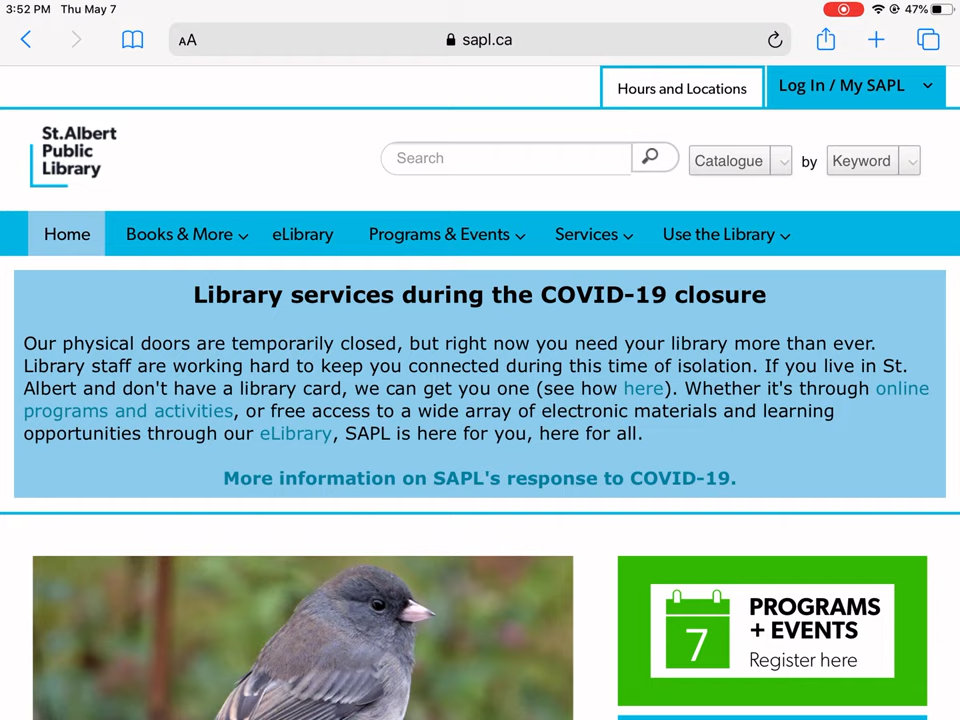 3:52 PM Thu May 7
47%
AA
sapl.ca
Hours and Locations
Log In / My SAPL
St.Albert
Public
Library
Search
Catalogue by Keyword
Home Books & More eLibrary Programs & Events Services Use the Library
Library services during the COVID-19 closure
Our physical doors are temporarily closed, but right now you need your library more than ever.
Library staff are working hard to keep you connected during this time of isolation. If you live in St.
Albert and don't have a library card, we can get you one (see how here). Whether it's through online
programs and activities, or free access to a wide array of electronic materials and learning
opportunities through our eLibrary, SAPL is here for you, here for all.
More information on SAPL's response to COVID-19.
7
PROGRAMS
+ EVENTS
Register here